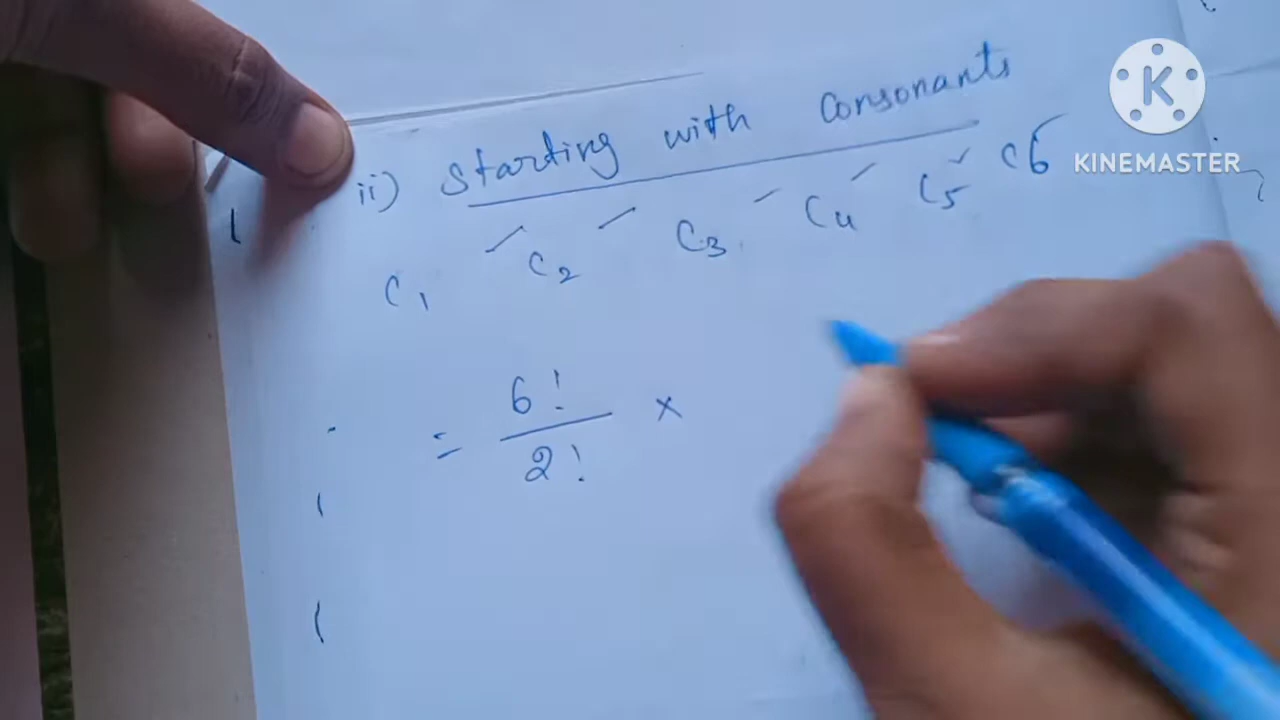 ii) Starting with Consonants
C1 C2 C3 C4 C5 C6
= 6! / 2! ×
K
KINEMASTER